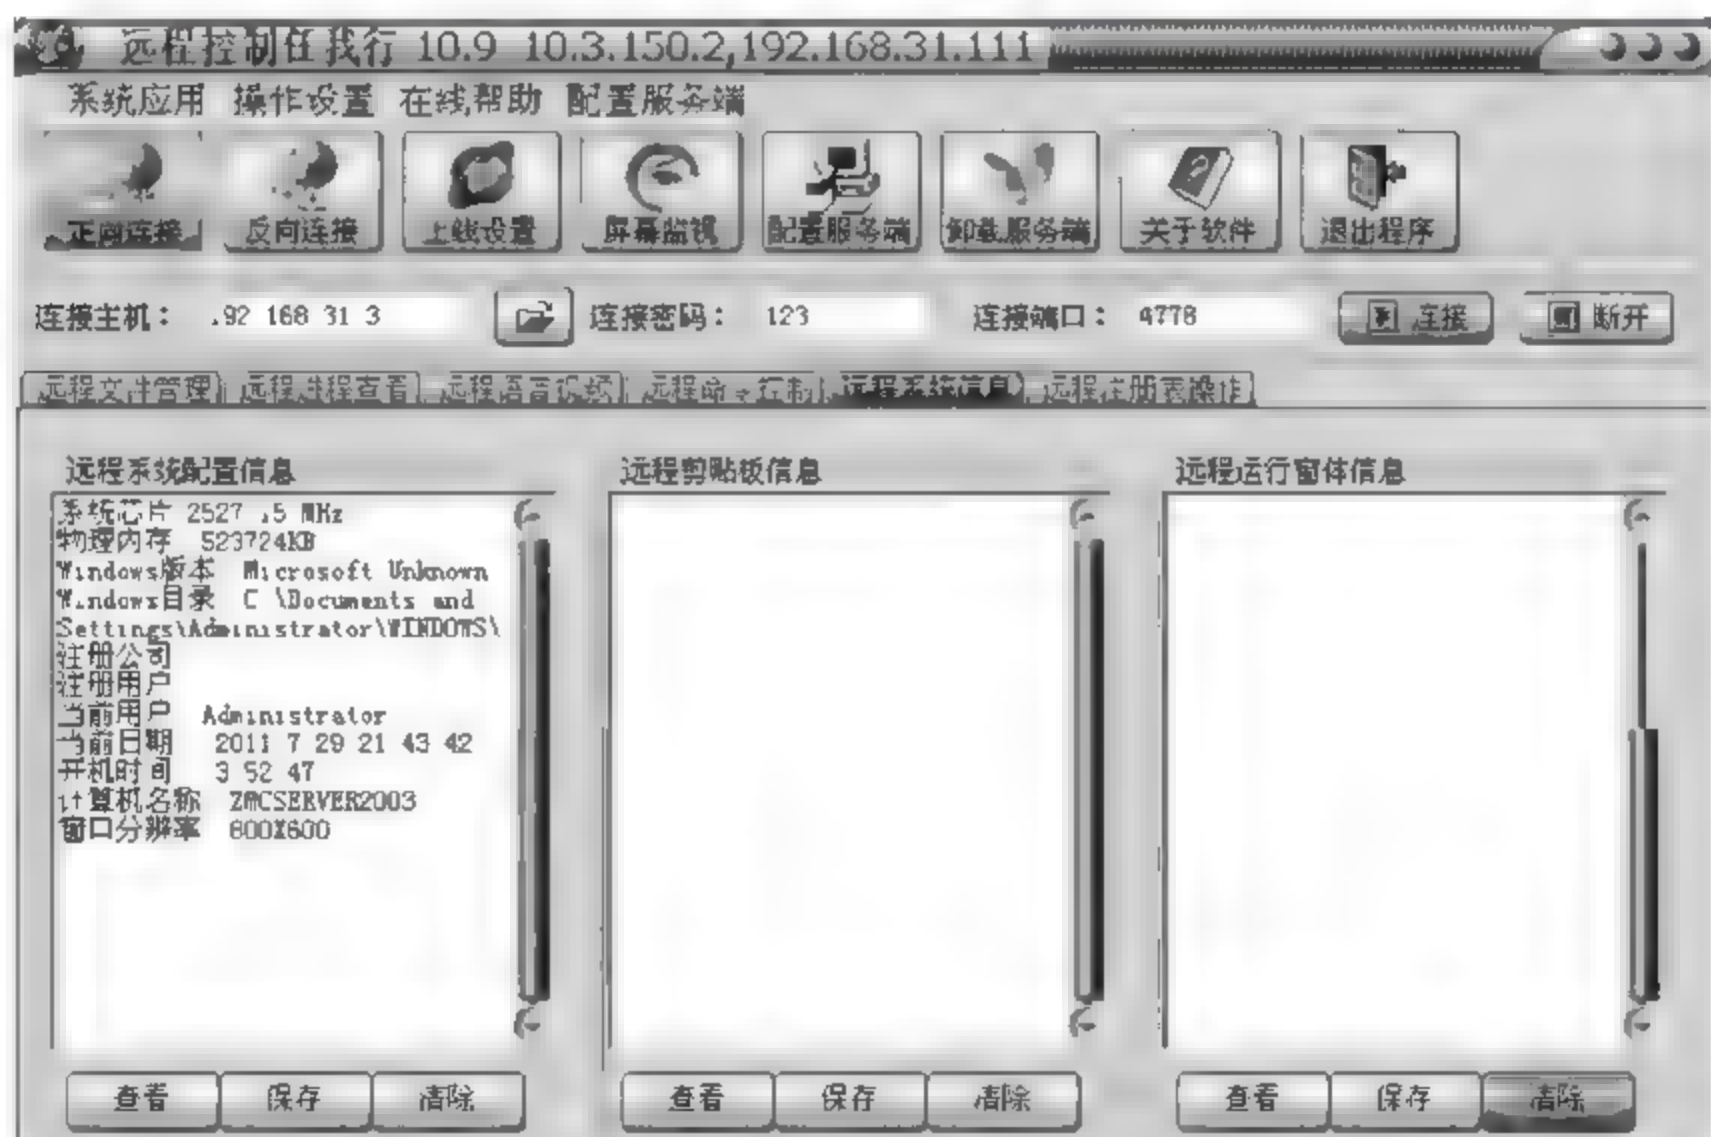 远程控制任我行 10.9 10.3.150.2,192.168.31.111
系统应用 操作设置 在线帮助 配置服务端
正向连接 反向连接 上线设置 屏幕监视 配置服务端 卸载服务端 关于软件 退出程序
连接主机： .92 168 31 3 连接密码： 123 连接端口： 4778 连接 断开
远程文件管理 远程进程查看 远程语音视频 远程命令控制 远程系统信息 远程注册表操作
远程系统配置信息 远程剪贴板信息 远程运行窗体信息
系统芯片 2527 .5 MHz
物理内存 523724KB
Windows版本 Microsoft Unknown
Windows目录 C \Documents and
Settings\Administrator\WINDOWS\
注册公司
注册用户
当前用户 Administrator
当前日期 2011 7 29 21 43 42
开机时间 3 52 47
计算机名称 ZMCSERVER2003
窗口分辨率 800X600
查看 保存 清除 查看 保存 清除 查看 保存 清除